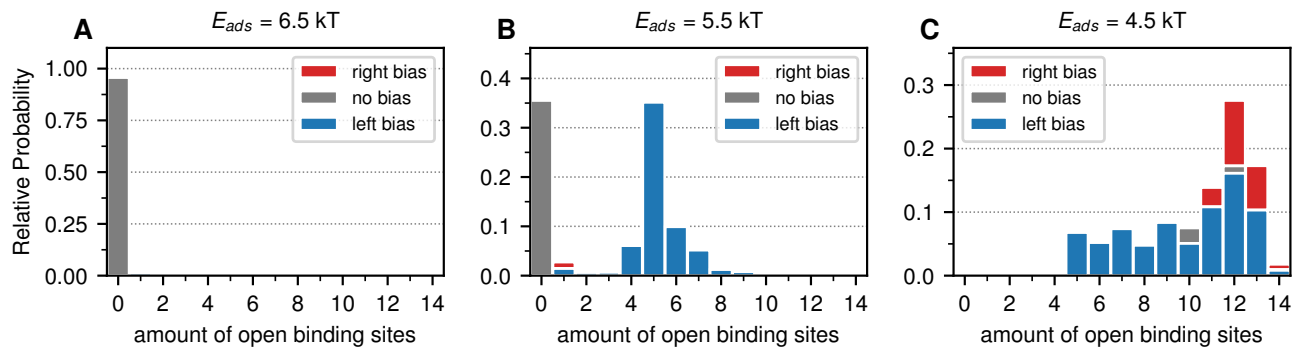 A
E_ads = 6.5 kT
Relative Probability
1.00
0.75
0.50
0.25
0.00
right bias
no bias
left bias
0 2 4 6 8 10 12 14
amount of open binding sites
B
E_ads = 5.5 kT
0.4
0.3
0.2
0.1
0.0
right bias
no bias
left bias
0 2 4 6 8 10 12 14
amount of open binding sites
C
E_ads = 4.5 kT
0.3
0.2
0.1
0.0
right bias
no bias
left bias
0 2 4 6 8 10 12 14
amount of open binding sites